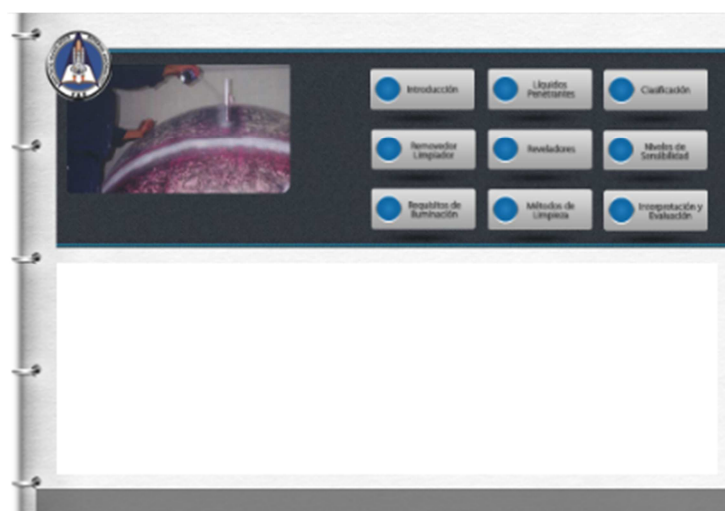 Introducción
Líquidos
Penetrantes
Clasificación
Removedor
Limpiador
Reveladores
Niveles de
Sensibilidad
Requisitos de
Iluminación
Métodos de
Limpieza
Interpretación y
Evaluación